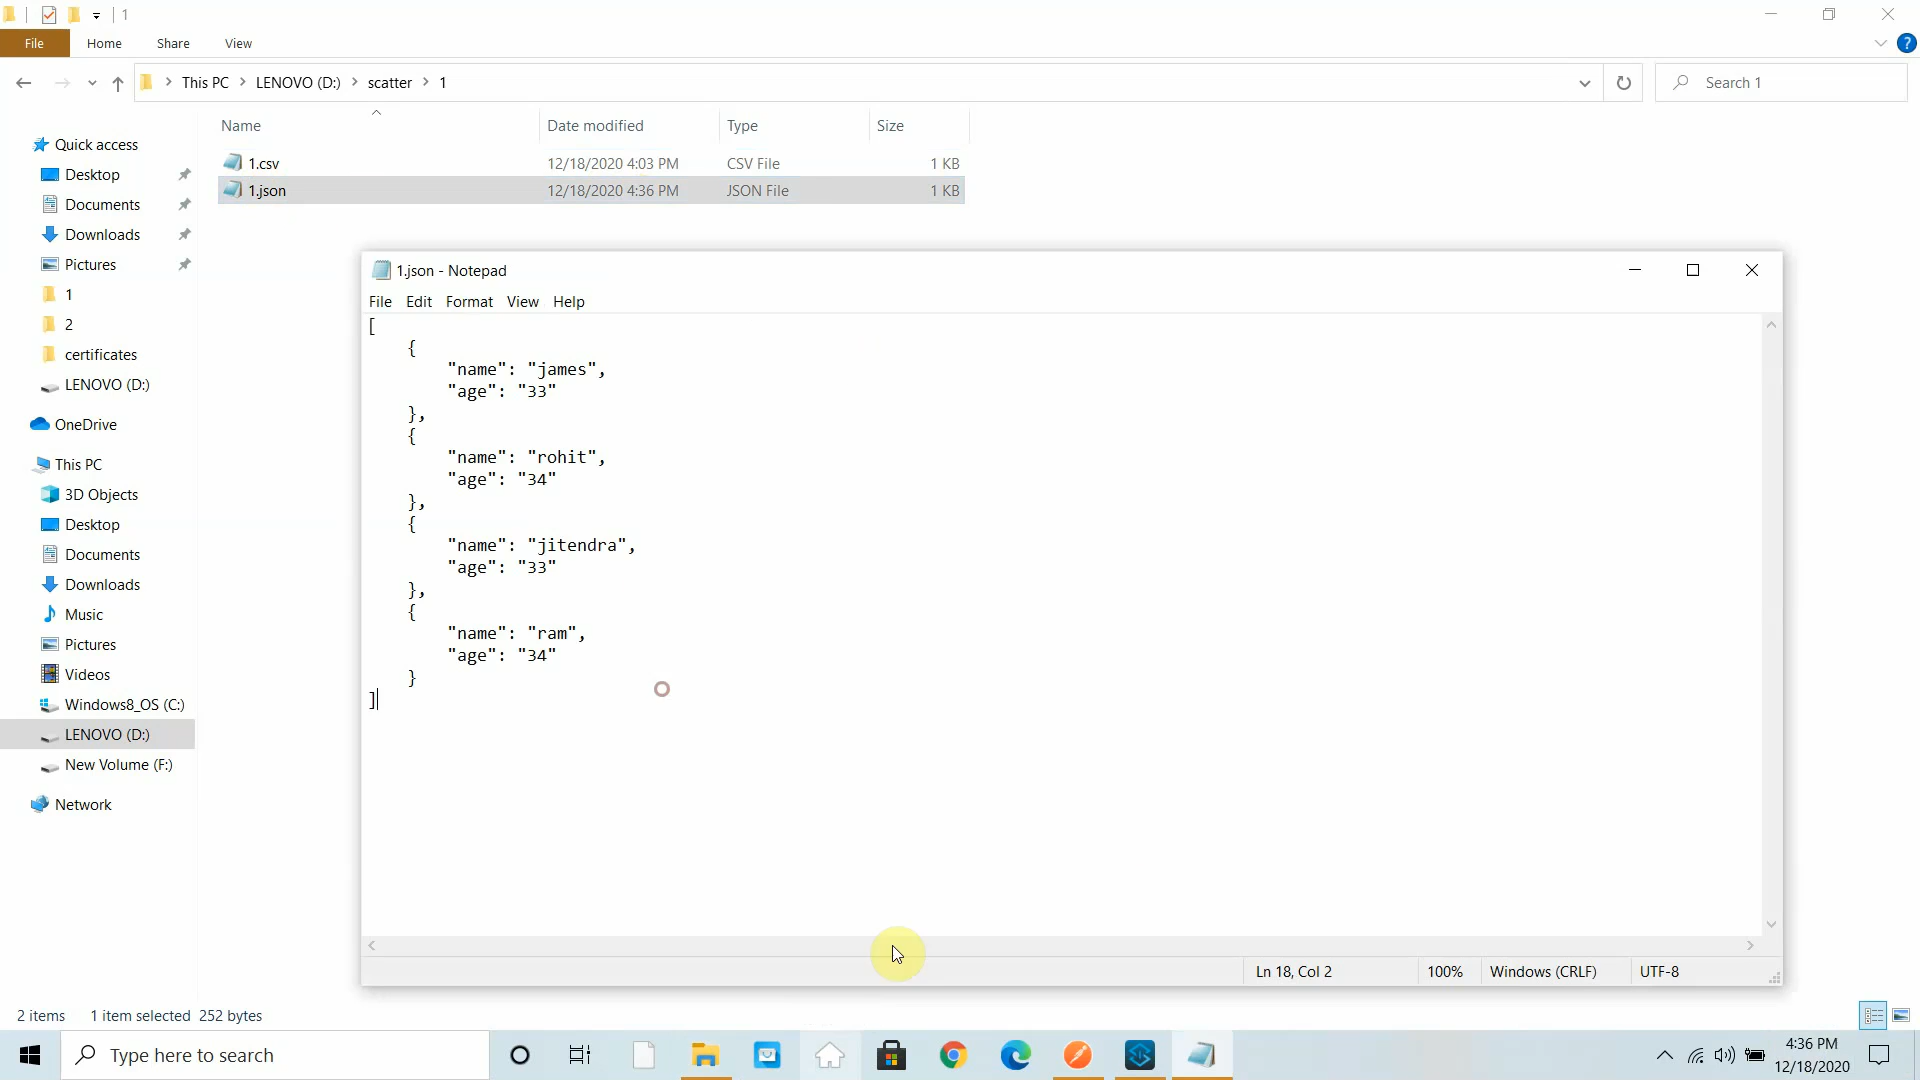 1
File Home Share View
This PC LENOVO (D:) scatter 1
Search 1
Name Date modified Type Size
1.csv 12/18/2020 4:03 PM CSV File 1 KB
1.json 12/18/2020 4:36 PM JSON File 1 KB
Quick access
Desktop
Documents
Downloads
Pictures
1
2
certificates
LENOVO (D:)
OneDrive
This PC
3D Objects
Desktop
Documents
Downloads
Music
Pictures
Videos
Windows8_OS (C:)
LENOVO (D:)
New Volume (F:)
Network
1.json - Notepad
File Edit Format View Help
[
{
"name": "james",
"age": "33"
},
{
"name": "rohit",
"age": "34"
},
{
"name": "jitendra",
"age": "33"
},
{
"name": "ram",
"age": "34"
}
]
Ln 18, Col 2 100% Windows (CRLF) UTF-8
2 items 1 item selected 252 bytes
Type here to search
4:36 PM
12/18/2020